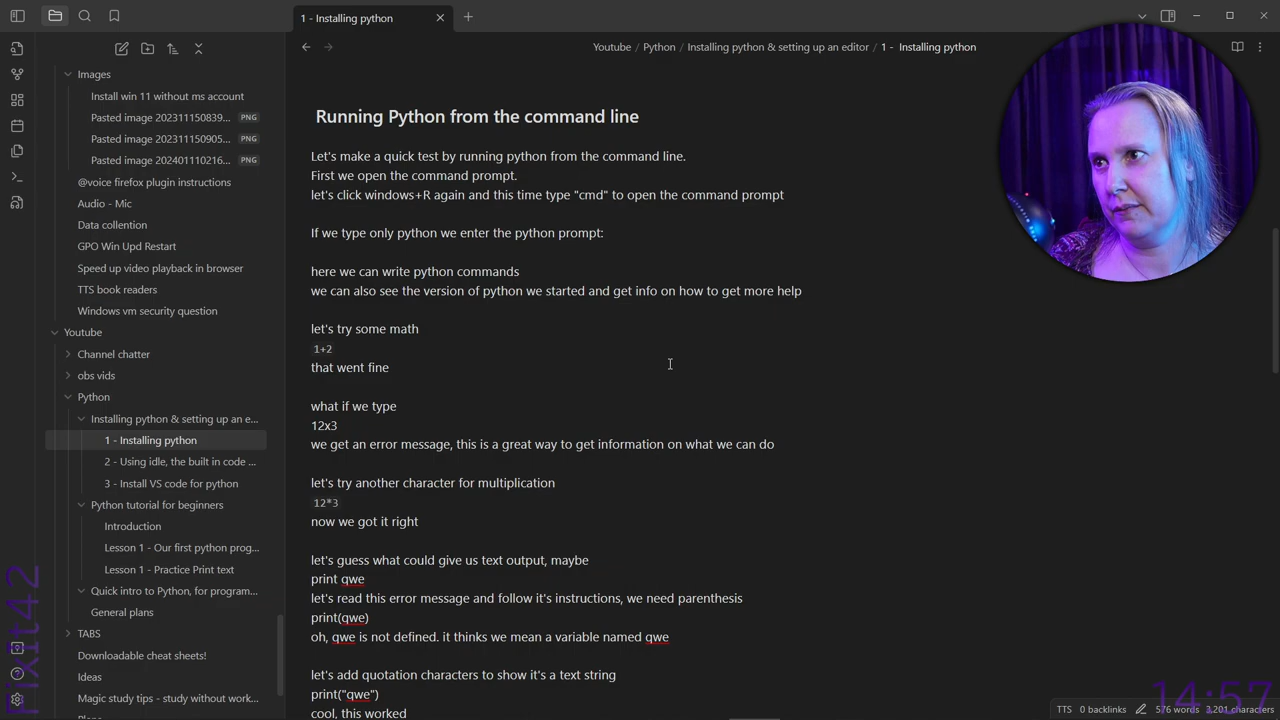 1 - Installing python
Youtube / Python / Installing python & setting up an editor / 1 - Installing python
Images
Install win 11 without ms account
Pasted image 202311150839... PNG
Pasted image 202311150905... PNG
Pasted image 202401110216... PNG
@voice firefox plugin instructions
Audio - Mic
Data collention
GPO Win Upd Restart
Speed up video playback in browser
TTS book readers
Windows vm security question
Youtube
Channel chatter
obs vids
Python
Installing python & setting up an e...
1 - Installing python
2 - Using idle, the built in code ...
3 - Install VS code for python
Python tutorial for beginners
Introduction
Lesson 1 - Our first python prog...
Lesson 1 - Practice Print text
Quick intro to Python, for program...
General plans
TABS
Downloadable cheat sheets!
Ideas
Magic study tips - study without work...
Running Python from the command line
Let's make a quick test by running python from the command line.
First we open the command prompt.
let's click windows+R again and this time type "cmd" to open the command prompt
If we type only python we enter the python prompt:
here we can write python commands
we can also see the version of python we started and get info on how to get more help
let's try some math
1+2
that went fine
what if we type
12x3
we get an error message, this is a great way to get information on what we can do
let's try another character for multiplication
12*3
now we got it right
let's guess what could give us text output, maybe
print qwe
let's read this error message and follow it's instructions, we need parenthesis
print(qwe)
oh, qwe is not defined. it thinks we mean a variable named qwe
let's add quotation characters to show it's a text string
print("qwe")
cool, this worked
Fixit42
14:57
TTS 0 backlinks 576 words 3,201 characters